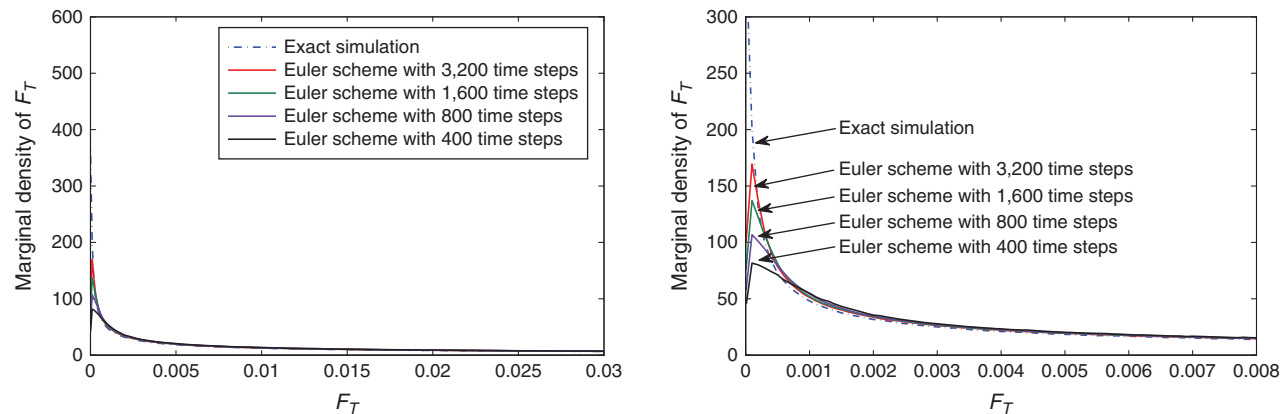 600
500
400
300
200
100
0
Marginal density of F_T
Exact simulation
Euler scheme with 3,200 time steps
Euler scheme with 1,600 time steps
Euler scheme with 800 time steps
Euler scheme with 400 time steps
0 0.005 0.01 0.015 0.02 0.025 0.03
F_T
300
250
200
150
100
50
0
Marginal density of F_T
Exact simulation
Euler scheme with 3,200 time steps
Euler scheme with 1,600 time steps
Euler scheme with 800 time steps
Euler scheme with 400 time steps
0 0.001 0.002 0.003 0.004 0.005 0.006 0.007 0.008
F_T